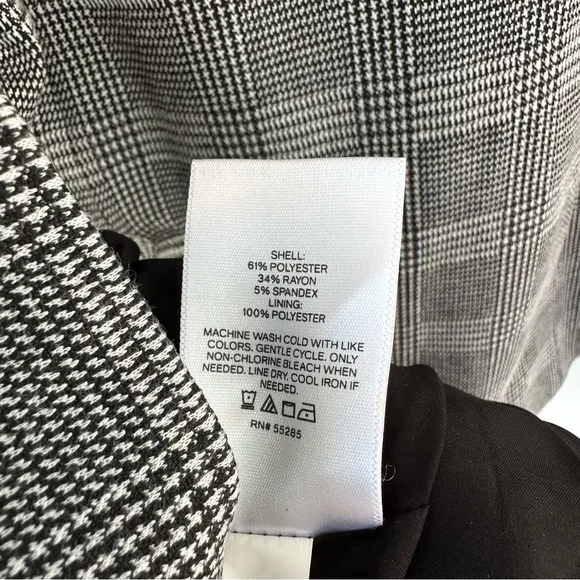 SHELL:
61% POLYESTER
34% RAYON
5% SPANDEX
LINING:
100% POLYESTER
MACHINE WASH COLD WITH LIKE
COLORS. GENTLE CYCLE. ONLY
NON-CHLORINE BLEACH WHEN
NEEDED. LINE DRY. COOL IRON IF
NEEDED.
RN# 55285